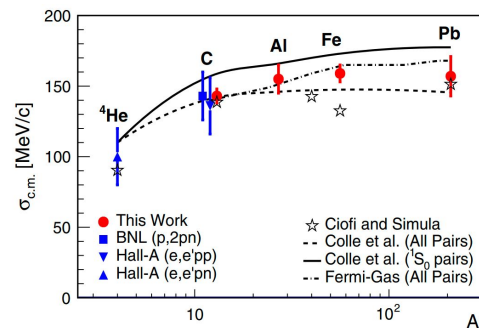 σc.m. [MeV/c]
200
150
100
50
0
⁴He
C
Al
Fe
Pb
This Work
BNL (p,2pn)
Hall-A (e,e'pp)
Hall-A (e,e'pn)
Ciofi and Simula
Colle et al. (All Pairs)
Colle et al. (¹S₀ pairs)
Fermi-Gas (All Pairs)
10
10²
A